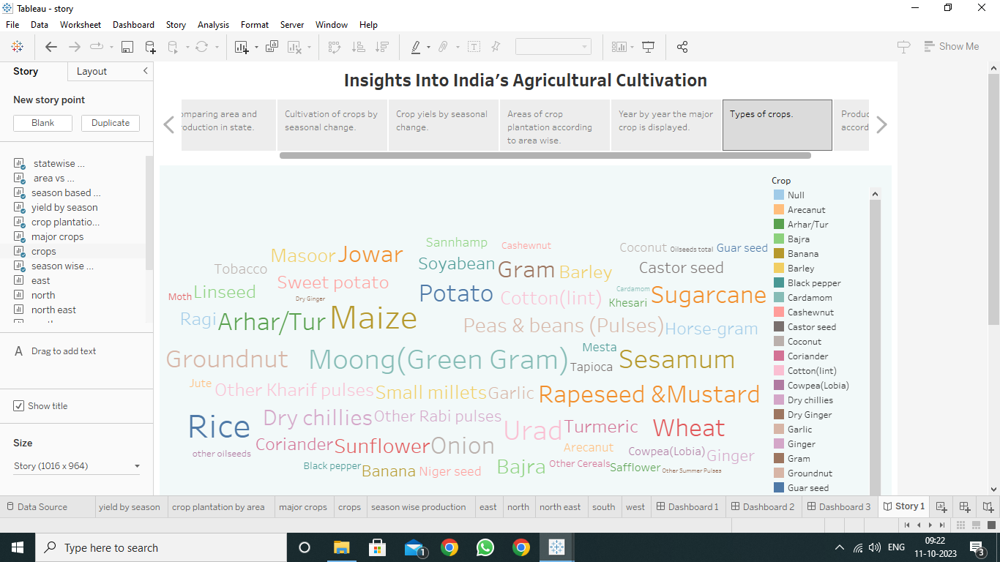 Tableau - story
File Data Worksheet Dashboard Story Analysis Format Server Window Help
Show Me
Story Layout
New story point
Blank Duplicate
statewise ...
area vs ...
season based ...
yield by season
crop plantatio...
major crops
crops
season wise ...
east
north
north east
Drag to add text
Show title
Size
Story (1016 x 964)
Insights Into India's Agricultural Cultivation
omparing area and
roduction in state.
Cultivation of crops by
seasonal change.
Crop yiels by seasonal
change.
Areas of crop
plantation according
to area wise.
Year by year the major
crop is displayed.
Types of crops.
Produc
accord
Sannhamp Cashewnut Coconut Oilseeds total Guar seed
Masoor Jowar Soyabean Gram Barley Castor seed
Tobacco Sweet potato Potato Cotton(lint) Cardamom Khesari Sugarcane
Moth Linseed Dry Ginger
Ragi Arhar/Tur Maize Peas & beans (Pulses) Horse-gram
Groundnut Moong(Green Gram) Mesta Tapioca Sesamum
Jute Other Kharif pulses Small millets Garlic Rapeseed &Mustard
Rice Dry chillies Other Rabi pulses Urad Turmeric Wheat
other oilseeds Coriander Sunflower Onion Arecanut Cowpea(Lobia) Ginger
Black pepper Banana Niger seed Bajra Other Cereals Safflower Other Summer Pulses
Crop
Null
Arecanut
Arhar/Tur
Bajra
Banana
Barley
Black pepper
Cardamom
Cashewnut
Castor seed
Coconut
Coriander
Cotton(lint)
Cowpea(Lobia)
Dry chillies
Dry Ginger
Garlic
Ginger
Gram
Groundnut
Guar seed
Data Source yield by season crop plantation by area major crops crops season wise production east north north east south west Dashboard 1 Dashboard 2 Dashboard 3 Story 1
Type here to search
1
ENG
09:22
11-10-2023
3